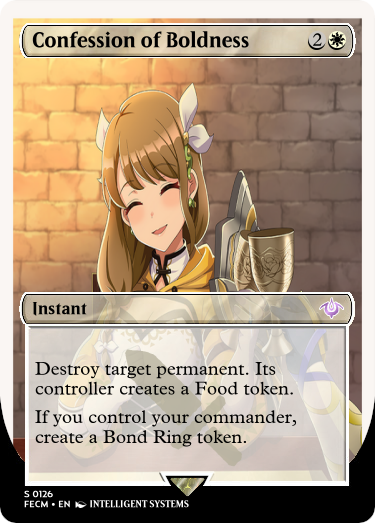 Confession of Boldness 2
Instant
Destroy target permanent. Its
controller creates a Food token.
If you control your commander,
create a Bond Ring token.
S 0126
FECM • EN INTELLIGENT SYSTEMS